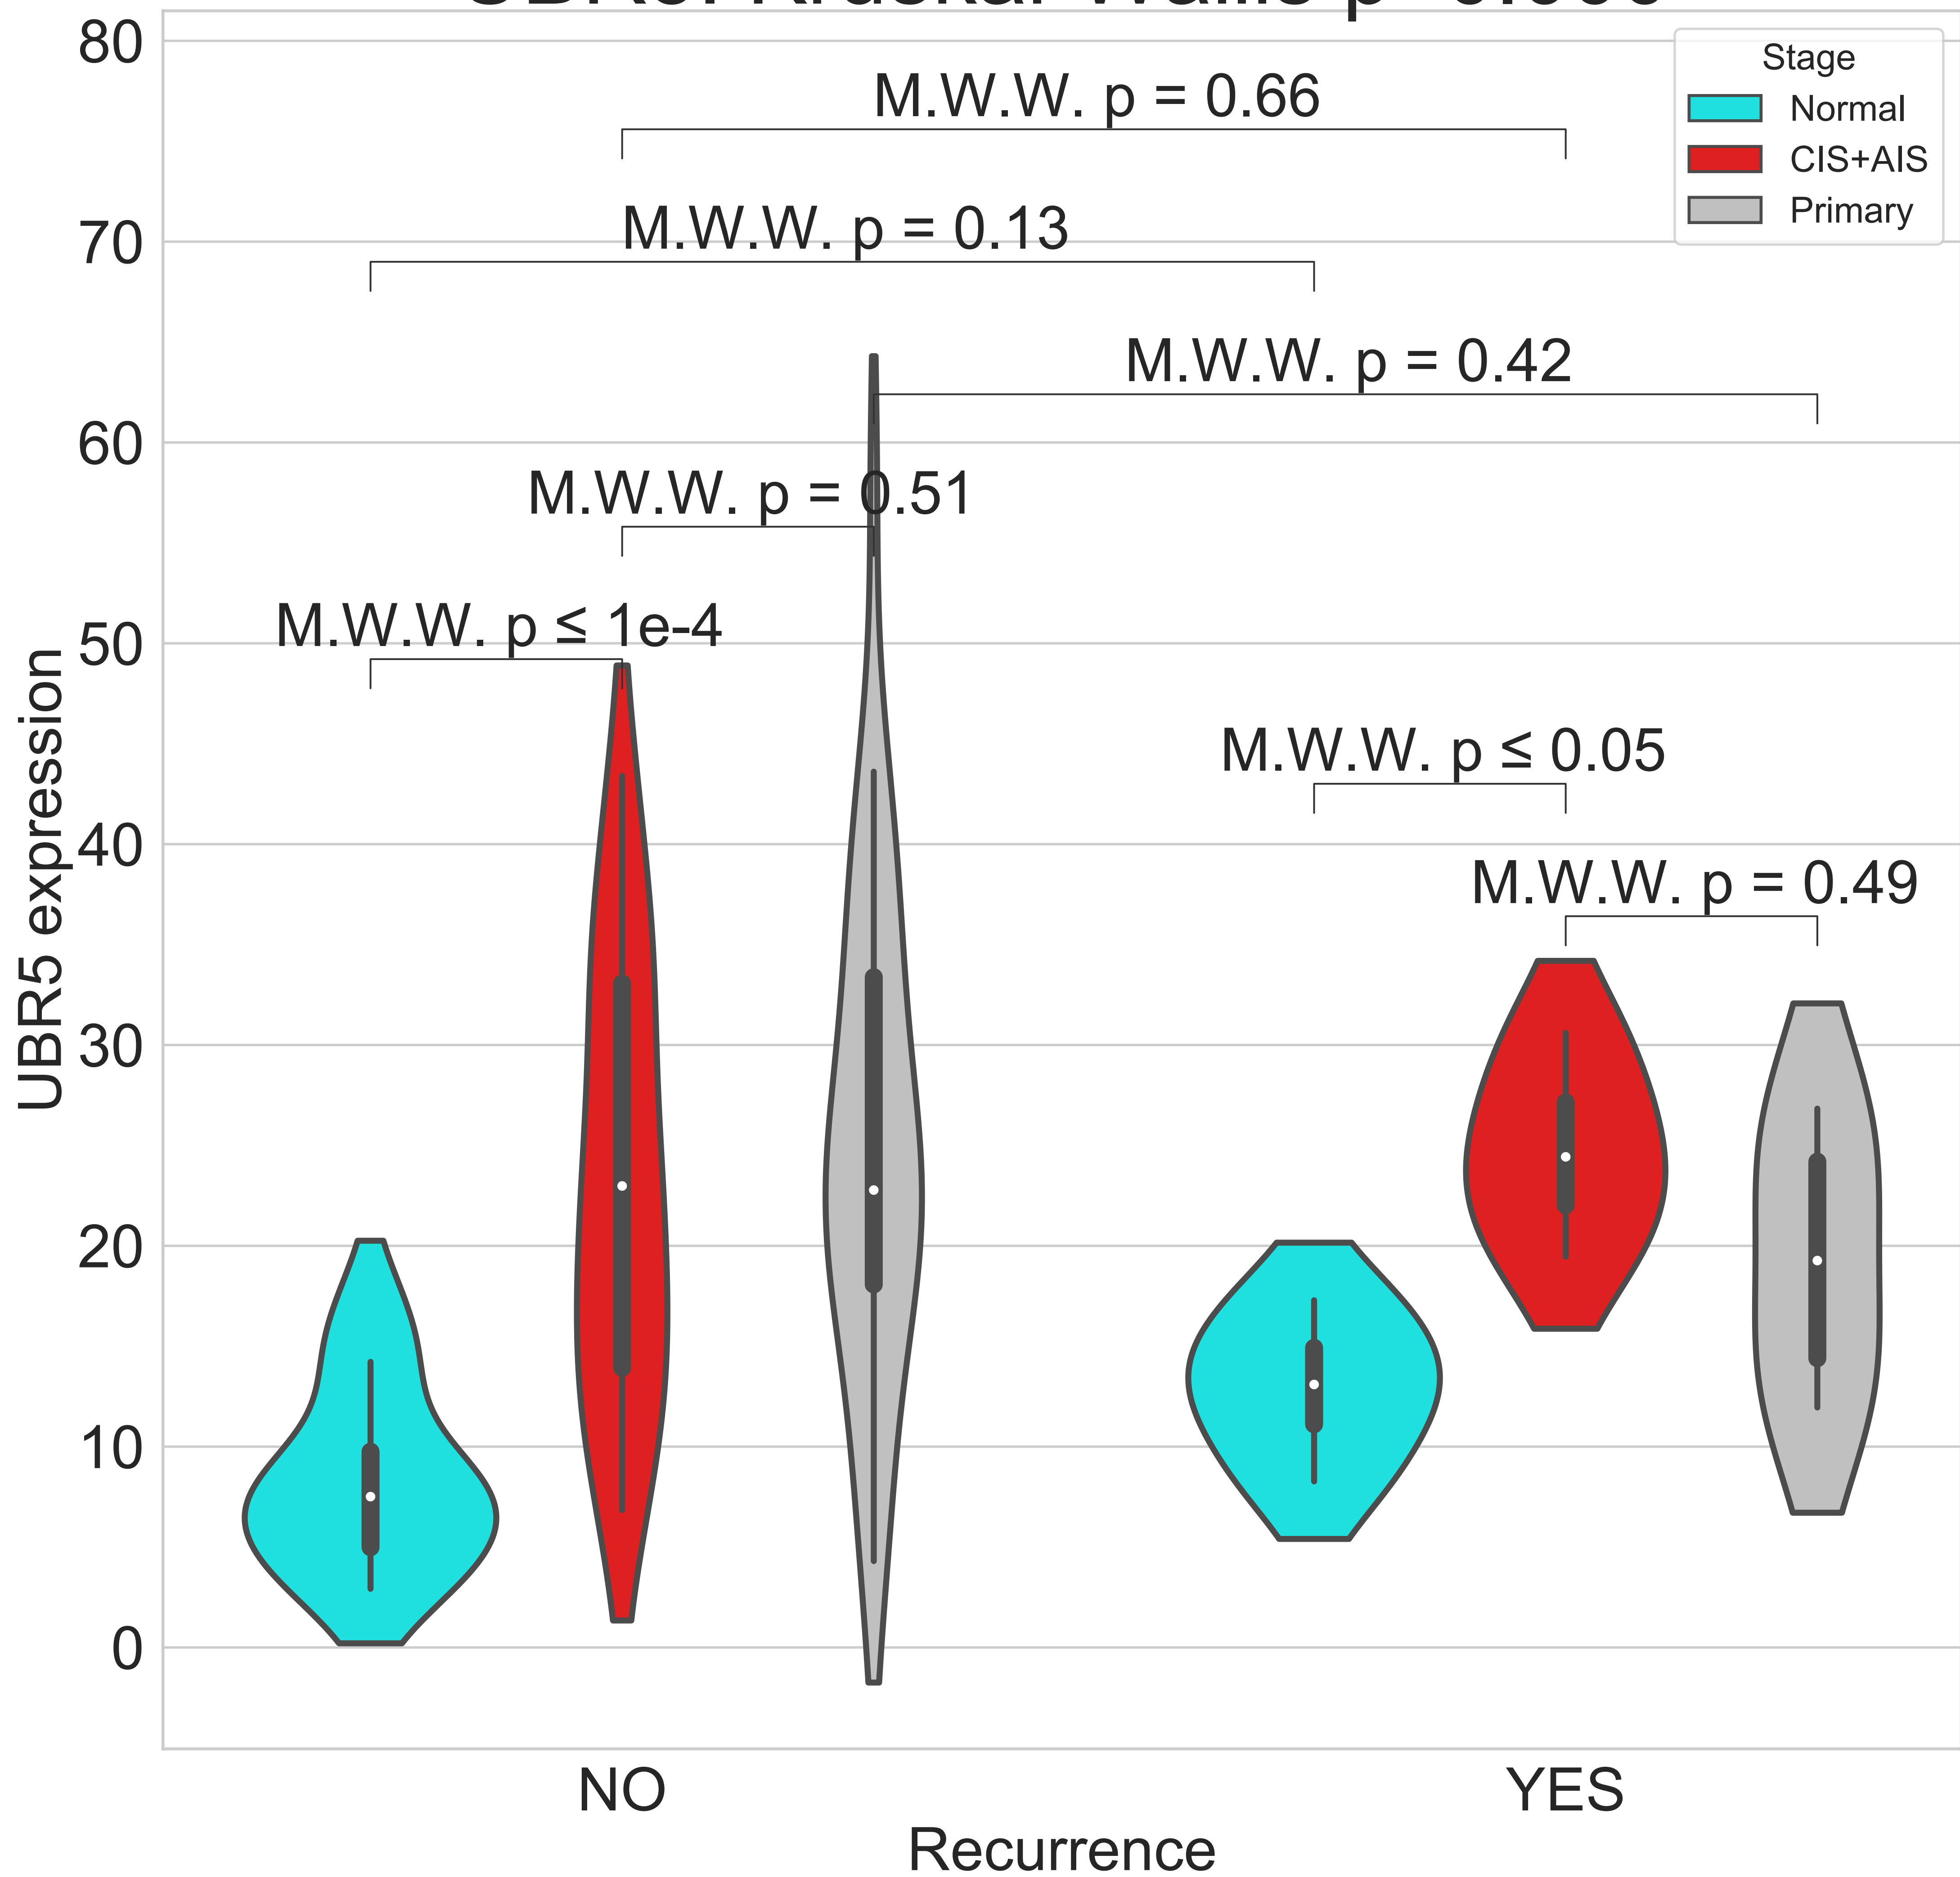 80
70
60
50
40
30
20
10
0
UBR5 expression
M.W.W. p = 0.66
M.W.W. p = 0.13
M.W.W. p = 0.42
M.W.W. p = 0.51
M.W.W. p ≤ 1e-4
M.W.W. p ≤ 0.05
M.W.W. p = 0.49
Stage
Normal
CIS+AIS
Primary
NO
YES
Recurrence